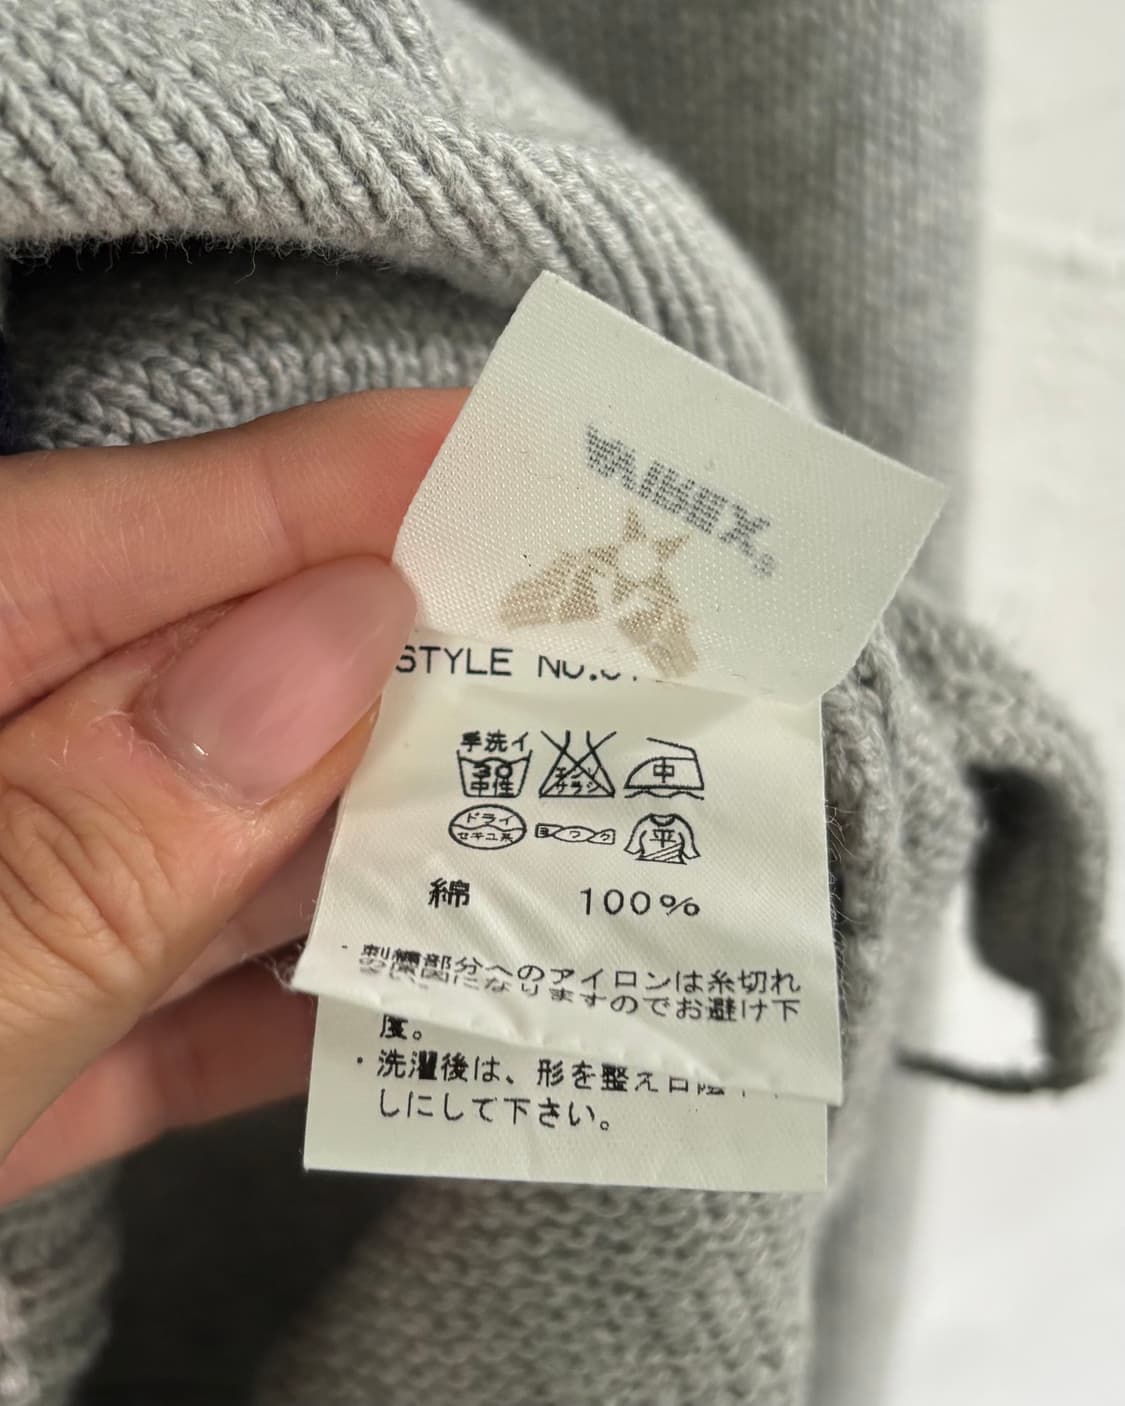 VAIBEX
STYLE NO.
手洗イ
30
中性
エンソ
サラシ
中
ドライ
セキユ系
ヨワク
平
綿 100%
・刺繍部分へのアイロンは糸切れ
の原因になりますのでお避け下
さい。
度。
・洗濯後は、形を整え日陰
しにして下さい。